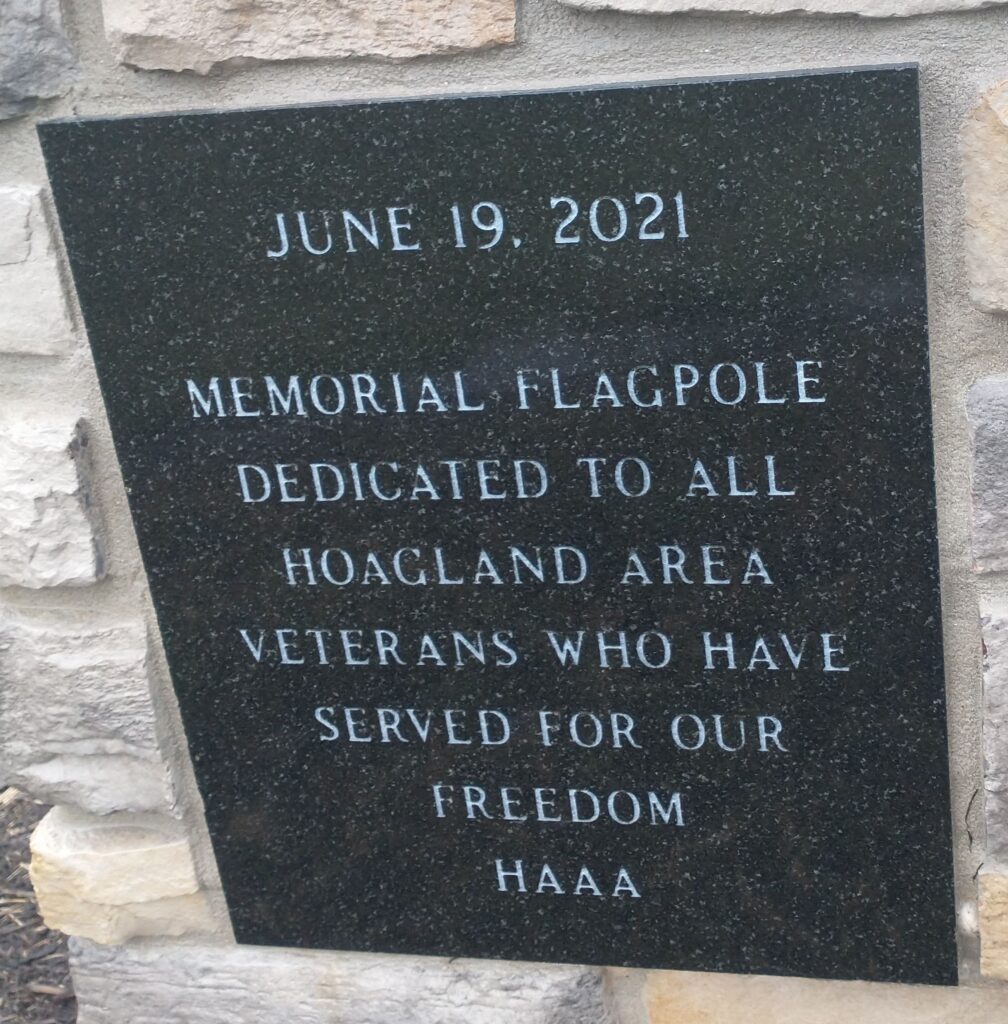 JUNE 19, 2021
MEMORIAL FLAGPOLE
DEDICATED TO ALL
HOAGLAND AREA
VETERANS WHO HAVE
SERVED FOR OUR
FREEDOM
HAAA